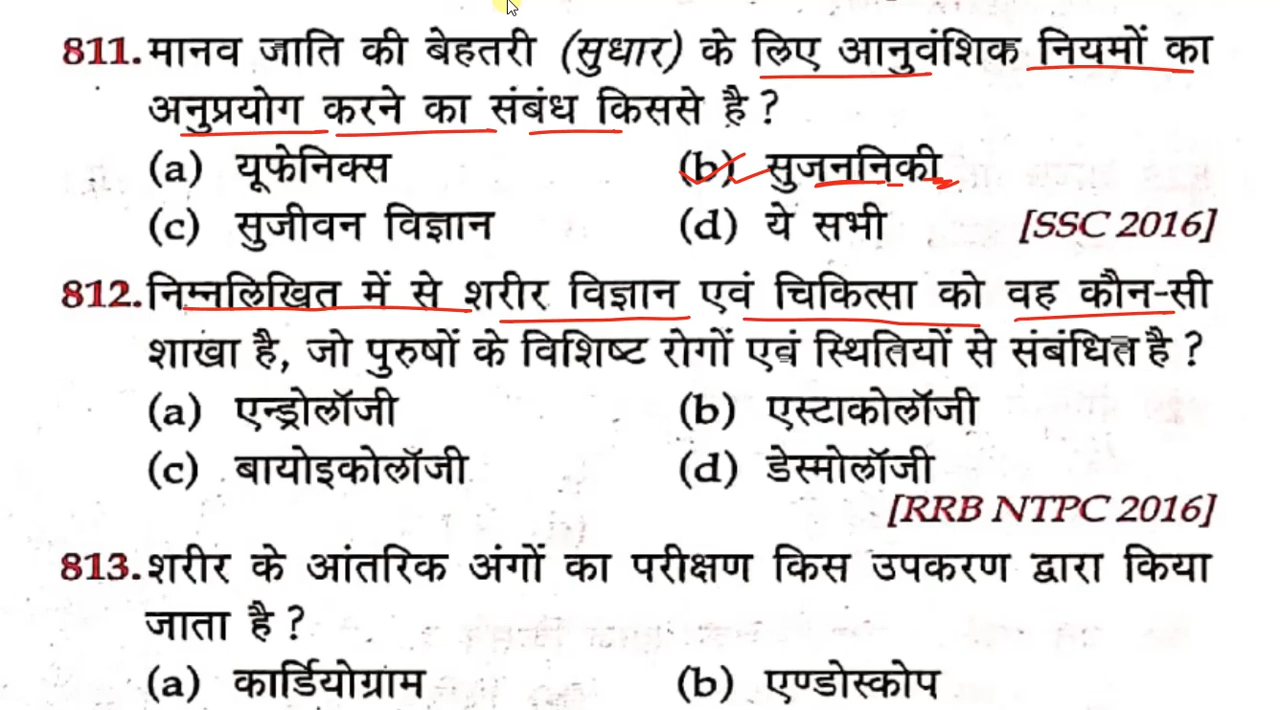 811. मानव जाति की बेहतरी (सुधार) के लिए आनुवंशिक नियमों का
अनुप्रयोग करने का संबंध किससे है ?
(a) यूफेनिक्स (b) सुजननिकी
(c) सुजीवन विज्ञान (d) ये सभी [SSC 2016]
812. निम्नलिखित में से शरीर विज्ञान एवं चिकित्सा को वह कौन-सी
शाखा है, जो पुरुषों के विशिष्ट रोगों एवं स्थितियों से संबंधित है ?
(a) एन्ड्रोलॉजी (b) एस्टाकोलॉजी
(c) बायोइकोलॉजी (d) डेस्मोलॉजी
[RRB NTPC 2016]
813. शरीर के आंतरिक अंगों का परीक्षण किस उपकरण द्वारा किया
जाता है ?
(a) कार्डियोग्राम (b) एण्डोस्कोप